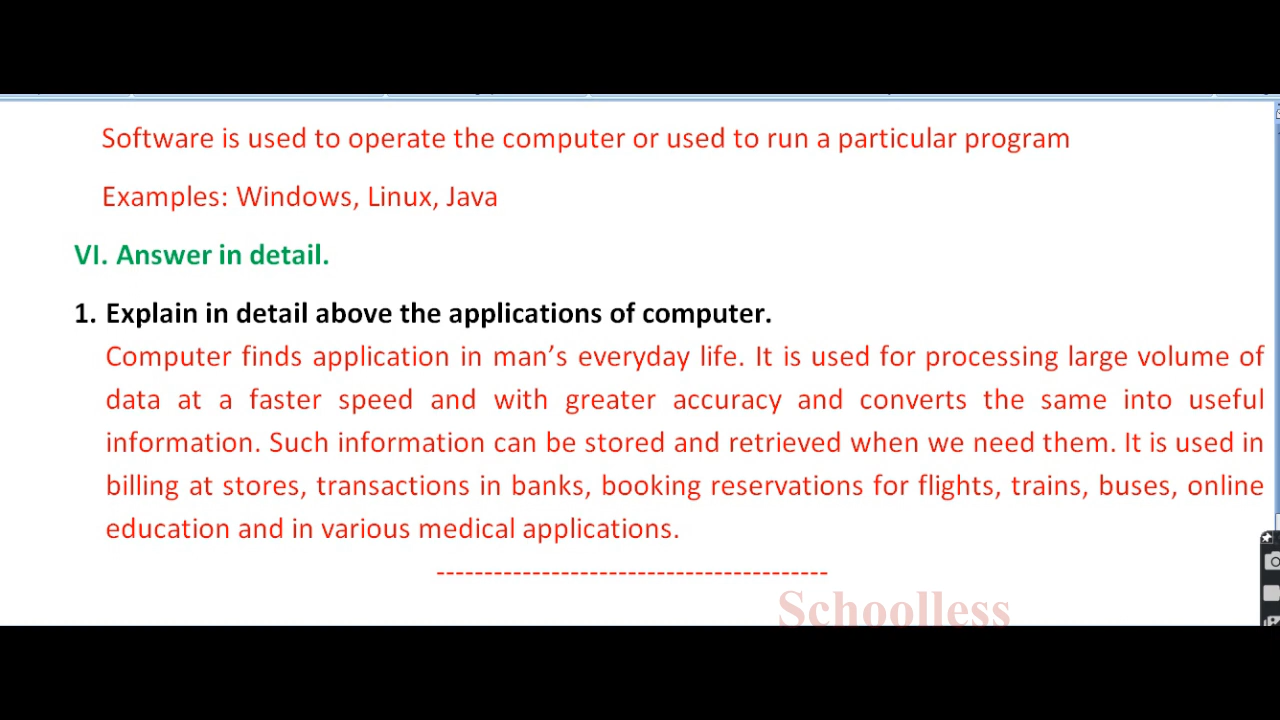 Software is used to operate the computer or used to run a particular program
Examples: Windows, Linux, Java
VI. Answer in detail.
1. Explain in detail above the applications of computer.
Computer finds application in man’s everyday life. It is used for processing large volume of
data at a faster speed and with greater accuracy and converts the same into useful
information. Such information can be stored and retrieved when we need them. It is used in
billing at stores, transactions in banks, booking reservations for flights, trains, buses, online
education and in various medical applications.
-----------------------------------------
Schoolless